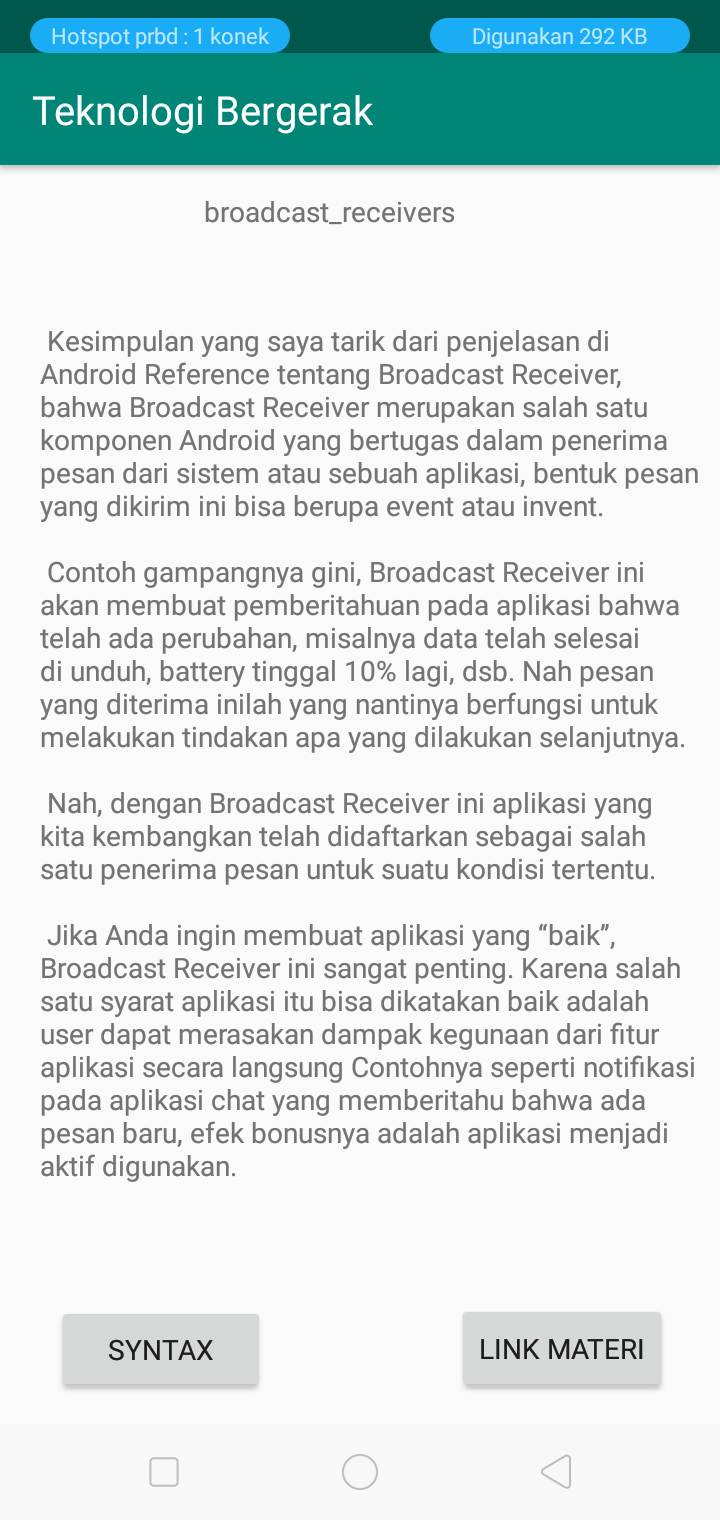 Hotspot prbd : 1 konek
Digunakan 292 KB
Teknologi Bergerak
broadcast_receivers
Kesimpulan yang saya tarik dari penjelasan di
Android Reference tentang Broadcast Receiver,
bahwa Broadcast Receiver merupakan salah satu
komponen Android yang bertugas dalam penerima
pesan dari sistem atau sebuah aplikasi, bentuk pesan
yang dikirim ini bisa berupa event atau invent.
Contoh gampangnya gini, Broadcast Receiver ini
akan membuat pemberitahuan pada aplikasi bahwa
telah ada perubahan, misalnya data telah selesai
di unduh, battery tinggal 10% lagi, dsb. Nah pesan
yang diterima inilah yang nantinya berfungsi untuk
melakukan tindakan apa yang dilakukan selanjutnya.
Nah, dengan Broadcast Receiver ini aplikasi yang
kita kembangkan telah didaftarkan sebagai salah
satu penerima pesan untuk suatu kondisi tertentu.
Jika Anda ingin membuat aplikasi yang “baik”,
Broadcast Receiver ini sangat penting. Karena salah
satu syarat aplikasi itu bisa dikatakan baik adalah
user dapat merasakan dampak kegunaan dari fitur
aplikasi secara langsung Contohnya seperti notifikasi
pada aplikasi chat yang memberitahu bahwa ada
pesan baru, efek bonusnya adalah aplikasi menjadi
aktif digunakan.
SYNTAX
LINK MATERI